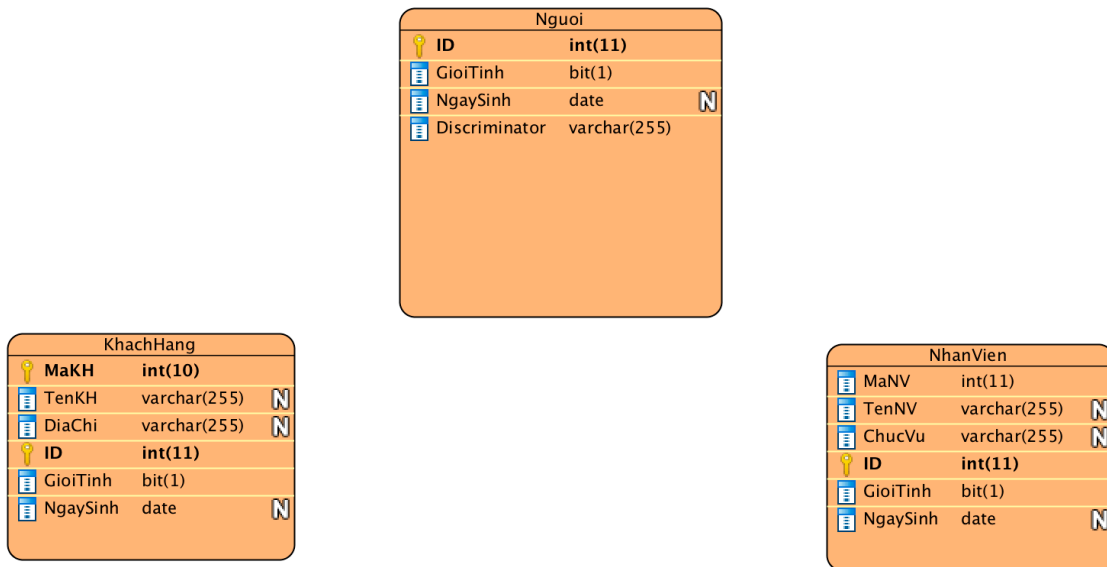 Nguoi
ID int(11)
GioiTinh bit(1)
NgaySinh date N
Discriminator varchar(255)
KhachHang
MaKH int(10)
TenKH varchar(255) N
DiaChi varchar(255) N
ID int(11)
GioiTinh bit(1)
NgaySinh date N
NhanVien
MaNV int(11)
TenNV varchar(255) N
ChucVu varchar(255) N
ID int(11)
GioiTinh bit(1)
NgaySinh date N